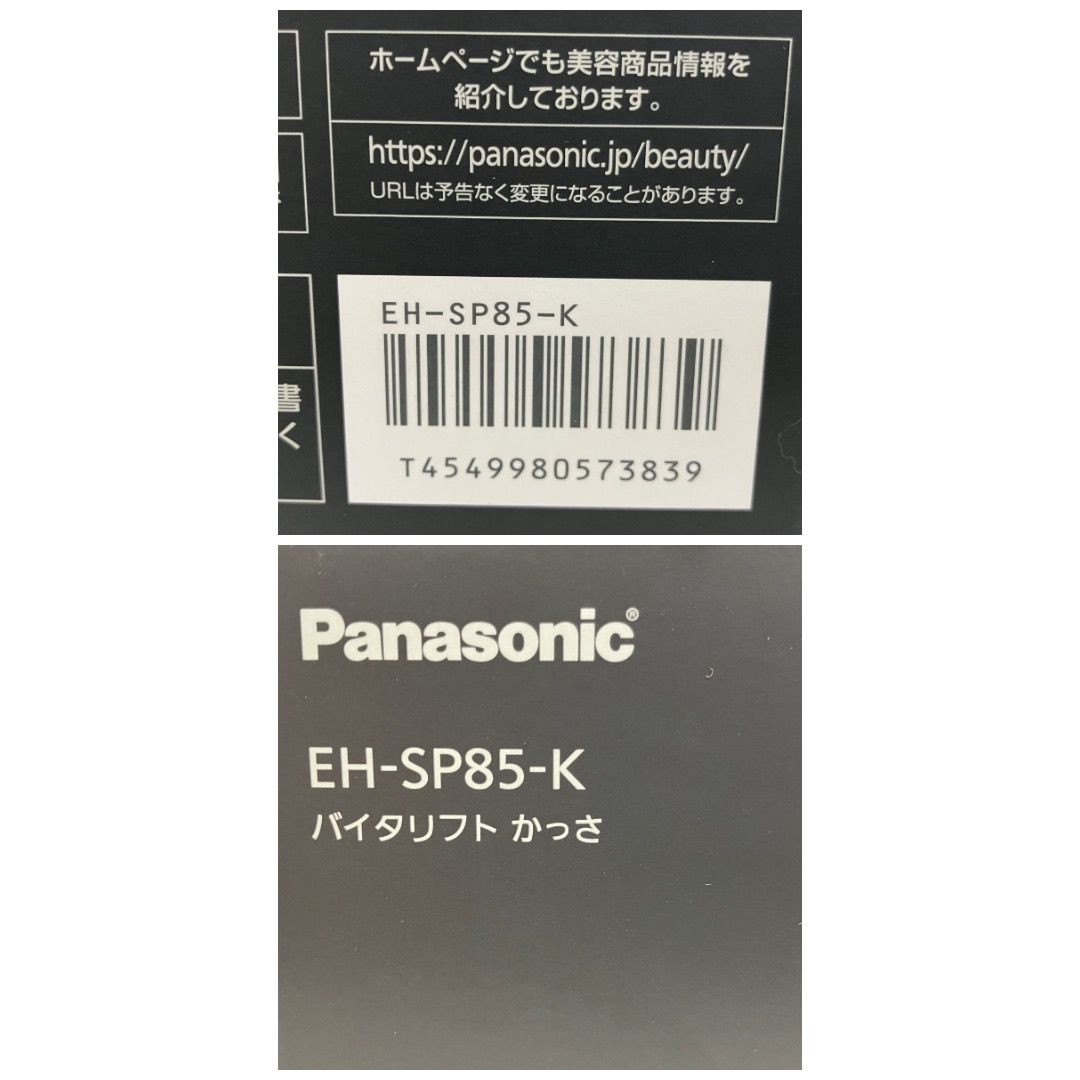 ホームページでも美容商品情報を
紹介しております。
https://panasonic.jp/beauty/
URLは予告なく変更になることがあります。
書
く
EH-SP85-K
T4549980573839
Panasonic®
EH-SP85-K
バイタリフト かっさ